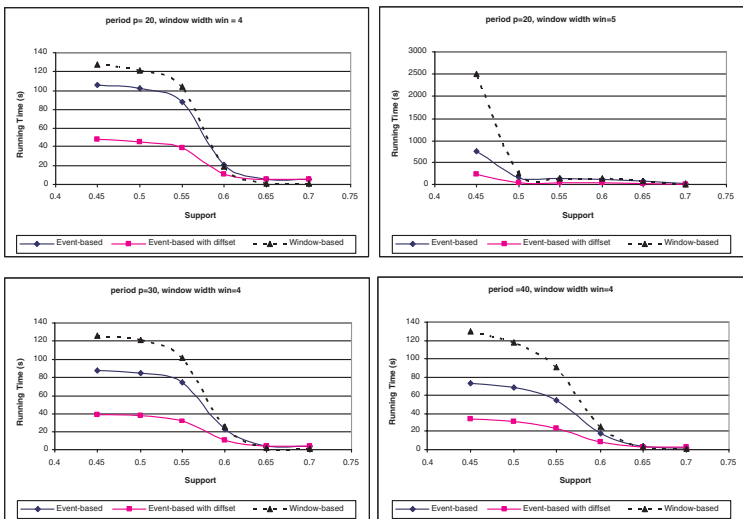 period p= 20, window width win = 4
Running Time (s)
140
120
100
80
60
40
20
0
0.4 0.45 0.5 0.55 0.6 0.65 0.7 0.75
Support
Event-based Event-based with diffset Window-based
period p=20, window width win=5
Running Time (s)
3000
2500
2000
1500
1000
500
0
0.4 0.45 0.5 0.55 0.6 0.65 0.7 0.75
Support
Event-based Event-based with diffset Window-based
period p=30, window width win=4
Running Time (s)
140
120
100
80
60
40
20
0
0.4 0.45 0.5 0.55 0.6 0.65 0.7 0.75
Support
Event-based Event-based with diffset Window-based
period =40, window width win=4
Running Time (s)
140
120
100
80
60
40
20
0
0.4 0.45 0.5 0.55 0.6 0.65 0.7 0.75
Support
Event-based Event-based with diffset Window-based